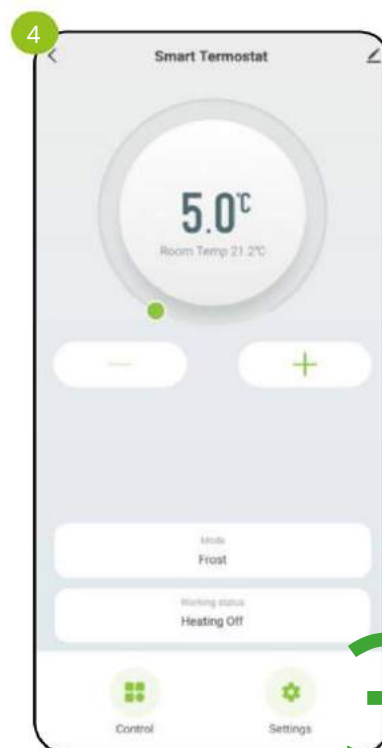 4
Smart Termostat
5.0°C
Room Temp 21.2°C
Mode
Frost
Working status
Heating Off
Control
Settings